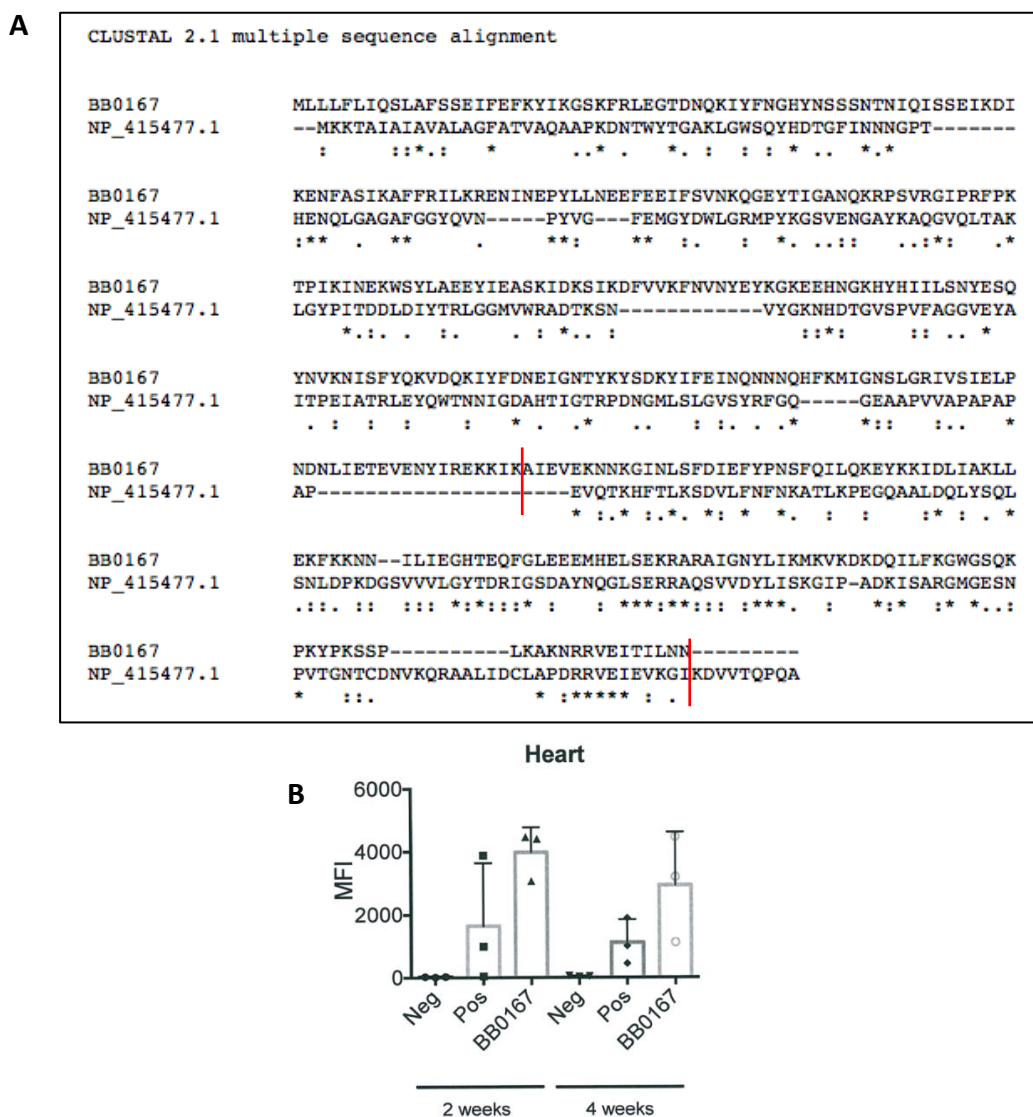 A
CLUSTAL 2.1 multiple sequence alignment
BB0167 MLLLFLIQSLAFSSEIFEFKYIKGSKFRLEGTDNQKIYFNGHYNSSSNTNIQISSEIKDI
NP_415477.1 --MKKTAIAIAVALAGFATVAQAAPKDNTWYTGAKLGWSQYHDTGFINNNGPT-------
: ::*.: * ..* . *. : : : * .. *.*
BB0167 KENFASIKAFFRILKRENINEPYLLNEEFEEIFSVNKQGEYTIGANQKRPSVRGIPRFPK
NP_415477.1 HENQLGAGAFGGYQVN-----PYVG---FEMGYDWLGRMPYKGSVENGAYKAQGVQLTAK
:** . ** . **: ** :. : *. .:: ..:*: .*
BB0167 TPIKINEKWSYLAEEYIEASKIDKSIKDFVVKFNVNYEYKGKEEHNGKHYHIILSNYESQ
NP_415477.1 LGYPITDDLDIYTRLGGMVWRADTKSN------------VYGKNHDTGVSPVFAGGVEYA
*.:. . :. . : *.. : :: *: :: .. *
BB0167 YNVKNISFYQKVDQKIYFDNEIGNTYKYSDKYIFEINQNNNQHFKMIGNSLGRIVSIELP
NP_415477.1 ITPEIATRLEYQWTNNIGDAHTIGTRPDNGMLSLGVSYRFGQ-----GEAAPVVAPAPAP
. : : : : * . .* .. : .. .* *:: :. *
BB0167 NDNLIETEVENYIREKKIKAIEVEKNNKGINLSFDIEFYPNSFQILQKEYKKIDLIAKLL
NP_415477.1 AP------------------------EVQTKHFTLKSDVLFNFNKATLKPEGQAALDQLYSQL
* :.* :. * : * *. : : * : . *
BB0167 EKFKKNN--ILIEGHTEQFGLEEEMHELSEKRARAIGNYLIKMKVKDKDQILFKGWGSQK
NP_415477.1 SNLDPKDGSVVVLGYTDRIGSDAYNQGLSERRAQSVVDYLISKGIP-ADKISARGMGESN
.::. :: ::: *:*::* : : ***:**::: :***. : *:* :* *..:
BB0167 PKYPKSSP----------LKAKNRRVEITILNN---------
NP_415477.1 PVTGNTCDNVKQRAALIDCLAPDRRVEIEVKGIKDVVTQPQA
* ::. * :***** : .
B
Heart
6000
4000
2000
0
MFI
Neg Pos BB0167 Neg Pos BB0167
2 weeks 4 weeks